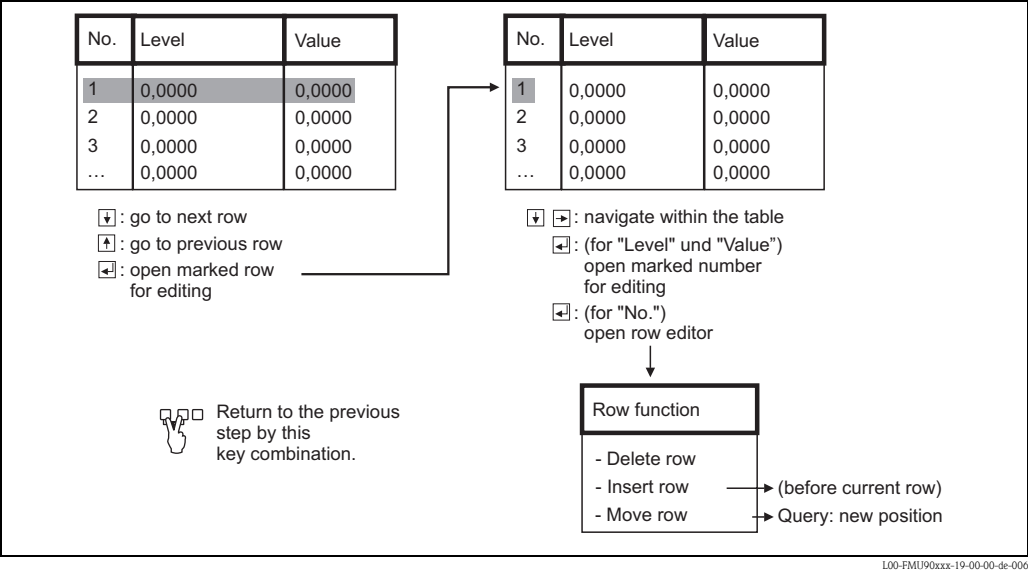 No. Level Value
1 0,0000 0,0000
2 0,0000 0,0000
3 0,0000 0,0000
… 0,0000 0,0000
: go to next row
: go to previous row
: open marked row
for editing
Return to the previous
step by this
key combination.
No. Level Value
1 0,0000 0,0000
2 0,0000 0,0000
3 0,0000 0,0000
… 0,0000 0,0000
: navigate within the table
: (for "Level" und "Value”)
open marked number
for editing
: (for "No.")
open row editor
Row function
- Delete row
- Insert row (before current row)
- Move row Query: new position
L00-FMU90xxx-19-00-00-de-006